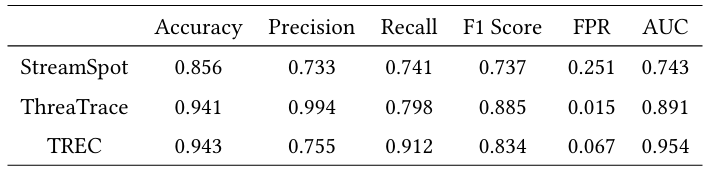 Accuracy Precision Recall F1 Score FPR AUC
StreamSpot 0.856 0.733 0.741 0.737 0.251 0.743
ThreaTrace 0.941 0.994 0.798 0.885 0.015 0.891
TREC 0.943 0.755 0.912 0.834 0.067 0.954